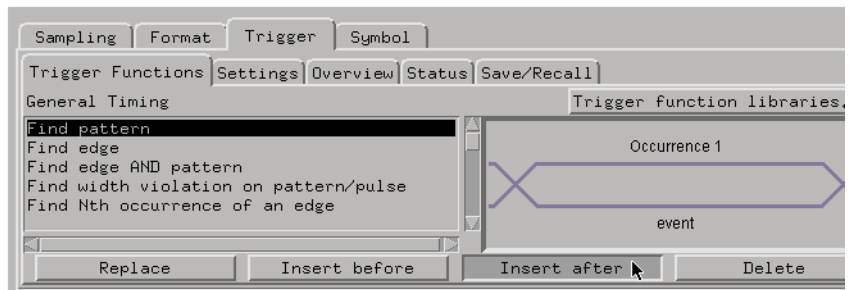 Sampling Format Trigger Symbol
Trigger Functions Settings Overview Status Save/Recall
General Timing Trigger function libraries.
Find pattern
Find edge
Find edge AND pattern
Find width violation on pattern/pulse
Find Nth occurrence of an edge
Occurrence 1
event
Replace Insert before Insert after Delete